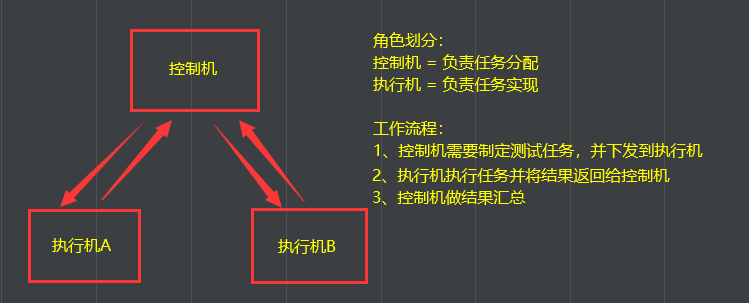 控制机
执行机A
执行机B
角色划分：
控制机 = 负责任务分配
执行机 = 负责任务实现
工作流程：
1、控制机需要制定测试任务，并下发到执行机
2、执行机执行任务并将结果返回给控制机
3、控制机做结果汇总